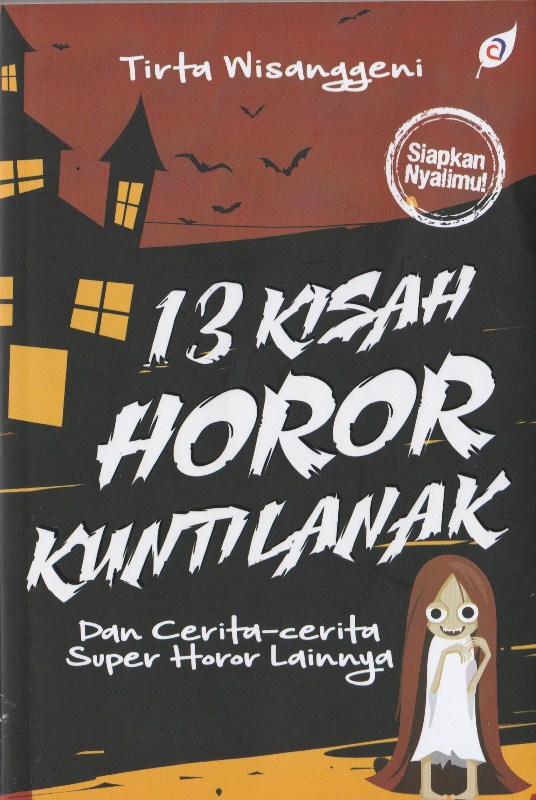 Tirta Wisanggeni
Siapkan
Nyalimu!
13 KISAH
HOROR
KUNTILANAK
Dan Cerita-cerita
Super Horor Lainnya